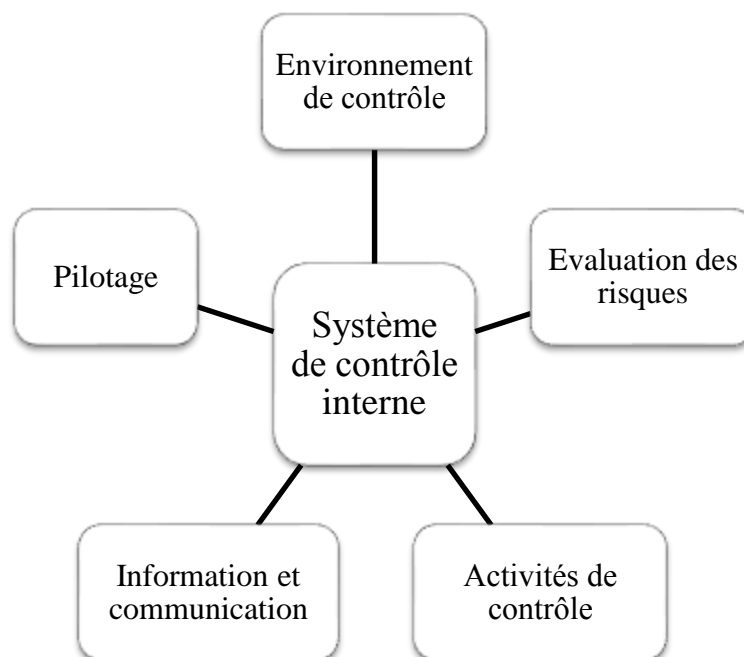 Environnement
de contrôle
Pilotage
Evaluation des
risques
Système
de contrôle
interne
Information et
communication
Activités de
contrôle